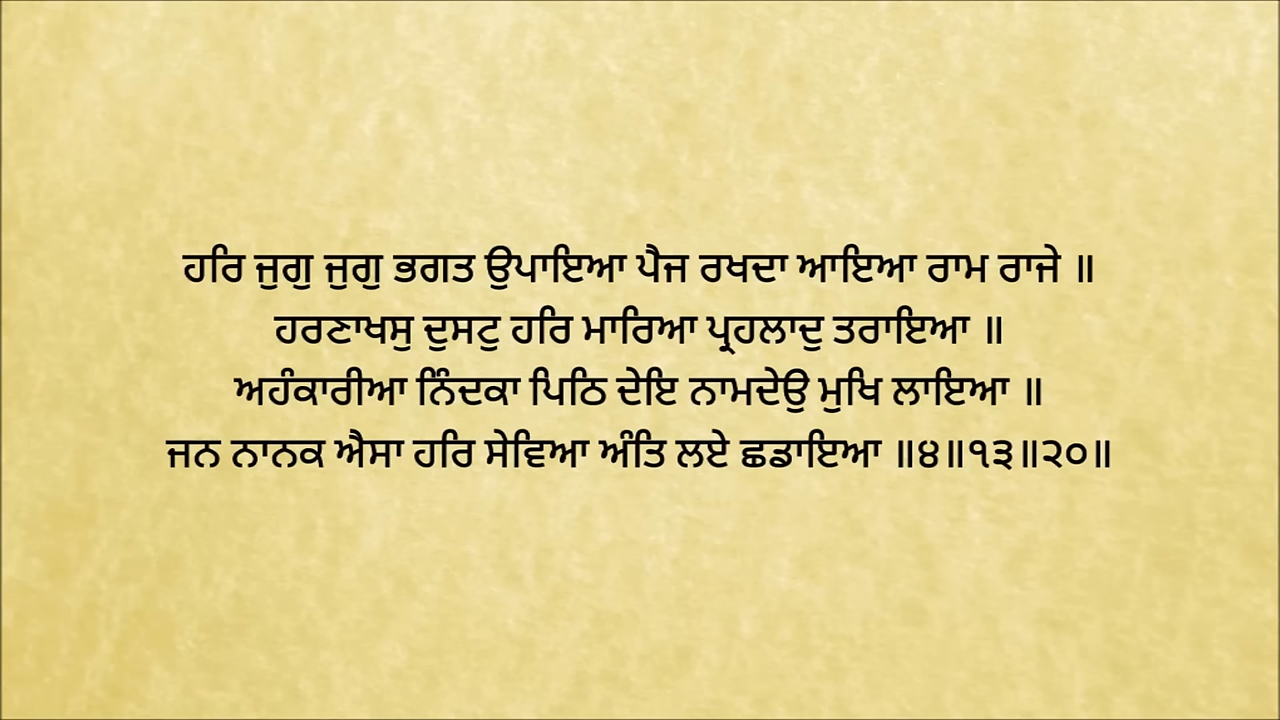 ਹਰਿ ਜੁਗੁ ਜੁਗੁ ਭਗਤ ਉਪਾਇਆ ਪੈਜ ਰਖਦਾ ਆਇਆ ਰਾਮ ਰਾਜੇ ॥
ਹਰਣਾਖਸੁ ਦੁਸਟੁ ਹਰਿ ਮਾਰਿਆ ਪ੍ਰਹਲਾਦੁ ਤਰਾਇਆ ॥
ਅਹੰਕਾਰੀਆ ਨਿੰਦਕਾ ਪਿਠਿ ਦੇਇ ਨਾਮਦੇਉ ਮੁਖਿ ਲਾਇਆ ॥
ਜਨ ਨਾਨਕ ਐਸਾ ਹਰਿ ਸੇਵਿਆ ਅੰਤਿ ਲਏ ਛਡਾਇਆ ॥੪॥੧੩॥੨੦॥